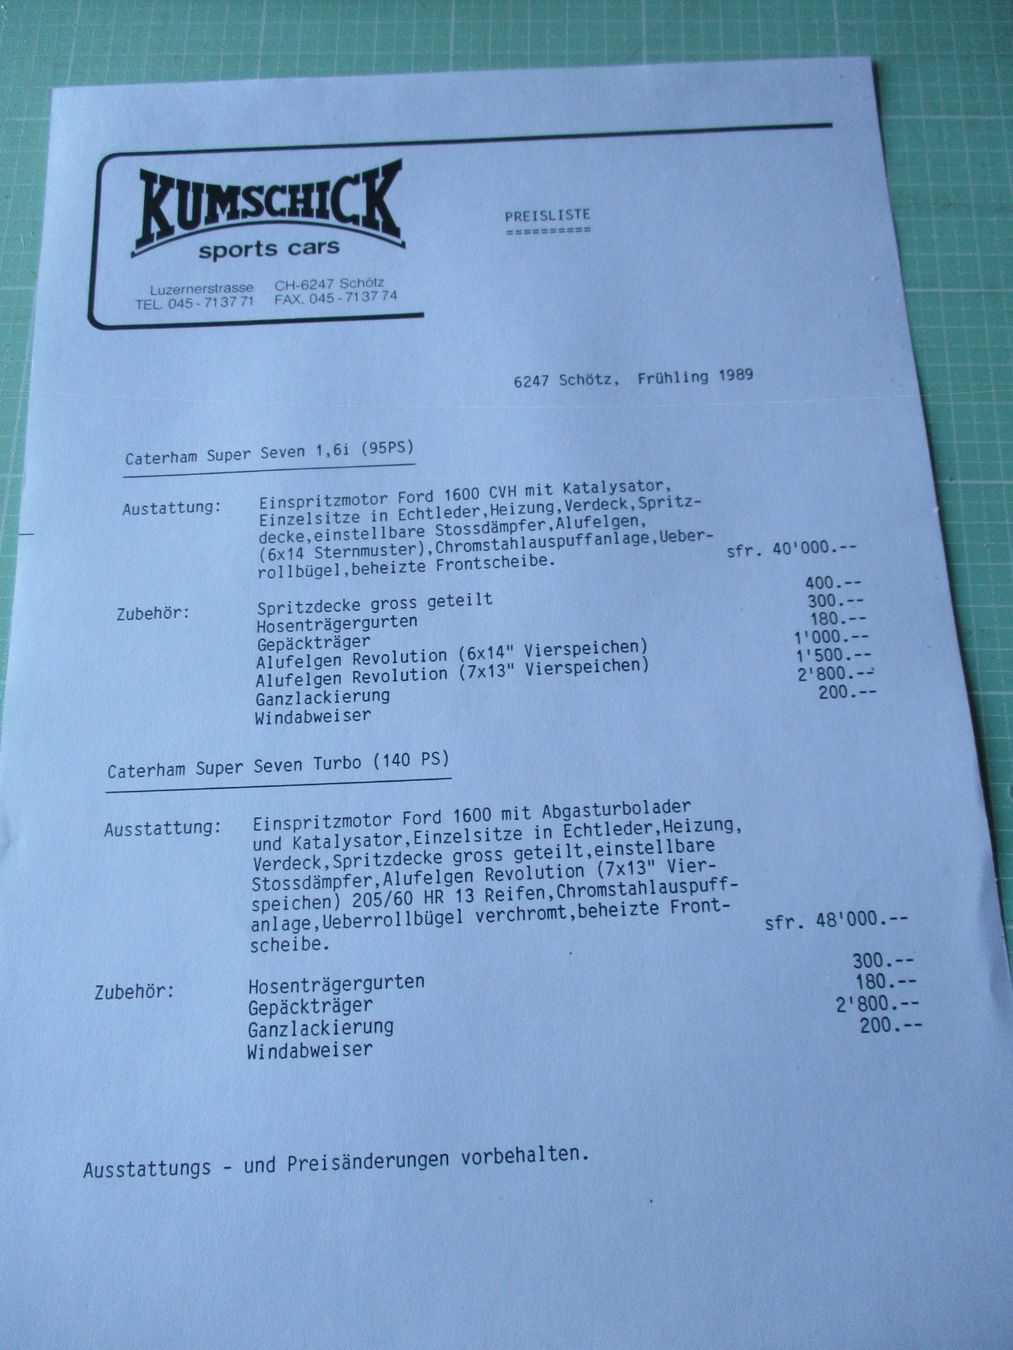 KUMSCHICK
sports cars
Luzernerstrasse CH-6247 Schötz
TEL. 045-713771 FAX. 045-713774
PREISLISTE
==========
6247 Schötz, Frühling 1989
Caterham Super Seven 1,6i (95PS)
Austattung: Einspritzmotor Ford 1600 CVH mit Katalysator,
Einzelsitze in Echtleder,Heizung,Verdeck,Spritz-
decke,einstellbare Stossdämpfer,Alufelgen,
(6x14 Sternmuster),Chromstahlauspuffanlage,Ueber-
rollbügel,beheizte Frontscheibe. sfr. 40'000.--
Zubehör: Spritzdecke gross geteilt 400.--
Hosenträgergurten 300.--
Gepäckträger 180.--
Alufelgen Revolution (6x14" Vierspeichen) 1'000.--
Alufelgen Revolution (7x13" Vierspeichen) 1'500.--
Ganzlackierung 2'800.--
Windabweiser 200.--
Caterham Super Seven Turbo (140 PS)
Ausstattung: Einspritzmotor Ford 1600 mit Abgasturbolader
und Katalysator,Einzelsitze in Echtleder,Heizung,
Verdeck,Spritzdecke gross geteilt,einstellbare
Stossdämpfer,Alufelgen Revolution (7x13" Vier-
speichen) 205/60 HR 13 Reifen,Chromstahlauspuff-
anlage,Ueberrollbügel verchromt,beheizte Front-
scheibe. sfr. 48'000.--
Zubehör: Hosenträgergurten 300.--
Gepäckträger 180.--
Ganzlackierung 2'800.--
Windabweiser 200.--
Ausstattungs - und Preisänderungen vorbehalten.